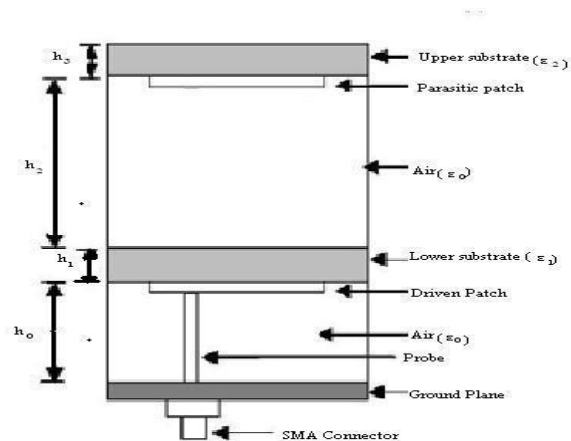 h3 Upper substrate (ε2)
Parasitic patch
h2 Air (ε0)
h1 Lower substrate (ε1)
Driven Patch
h0 Air (ε0)
Probe
Ground Plane
SMA Connector